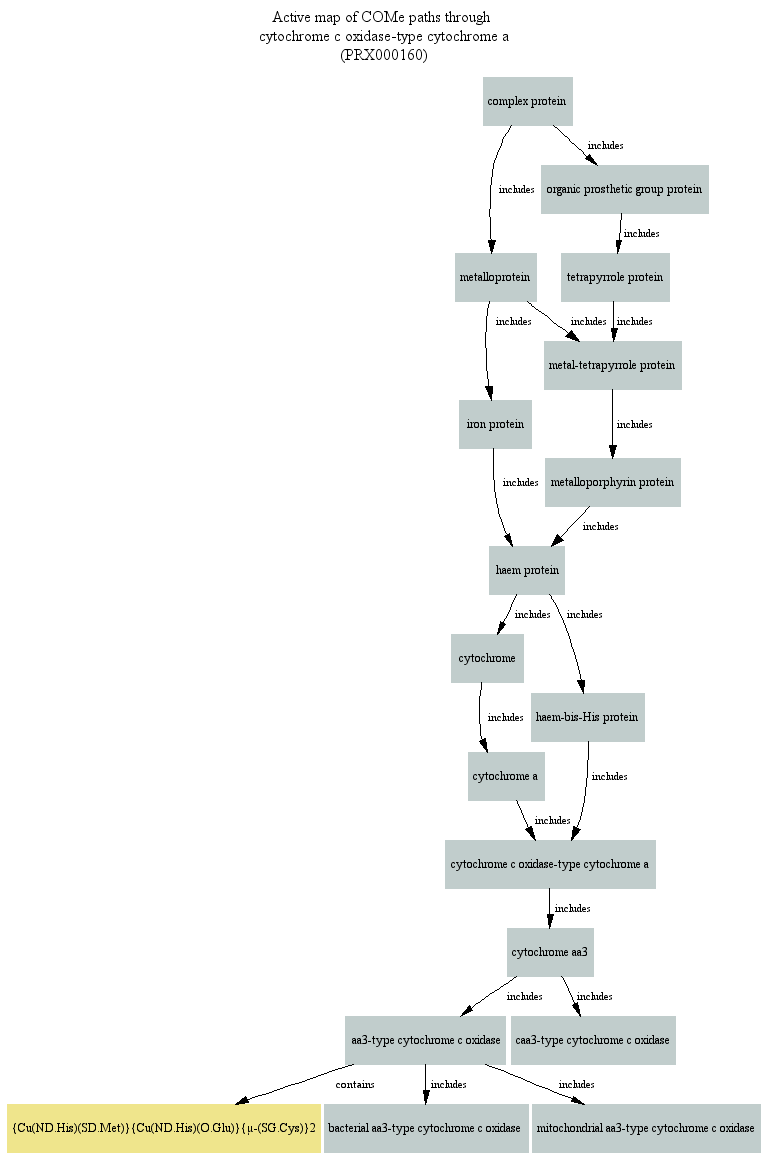 Active map of COMe paths through
cytochrome c oxidase-type cytochrome a
(PRX000160)
complex protein
includes
organic prosthetic group protein
includes
includes
metalloprotein
tetrapyrrole protein
includes
includes
includes
metal-tetrapyrrole protein
iron protein
includes
includes
metalloporphyrin protein
includes
haem protein
includes
includes
cytochrome
haem-bis-His protein
includes
cytochrome a
includes
includes
cytochrome c oxidase-type cytochrome a
includes
cytochrome aa3
includes
includes
aa3-type cytochrome c oxidase
caa3-type cytochrome c oxidase
contains
includes
includes
{Cu(ND.His)(SD.Met)}{Cu(ND.His)(O.Glu)}{μ-(SG.Cys)}2
bacterial aa3-type cytochrome c oxidase
mitochondrial aa3-type cytochrome c oxidase